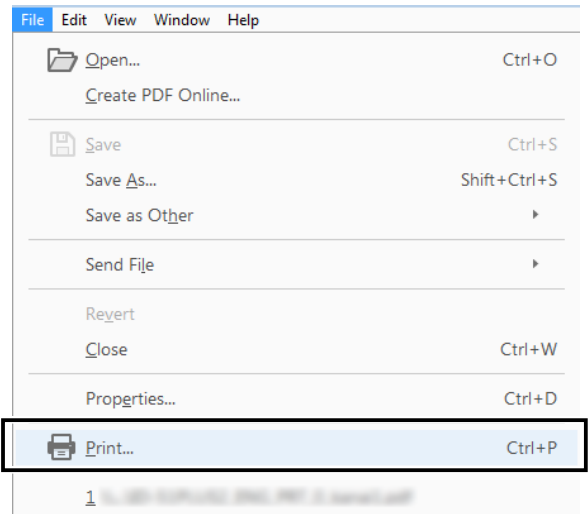 File Edit View Window Help
Open... Ctrl+O
Create PDF Online...
Save Ctrl+S
Save As... Shift+Ctrl+S
Save as Other
Send File
Revert
Close Ctrl+W
Properties... Ctrl+D
Print... Ctrl+P
1